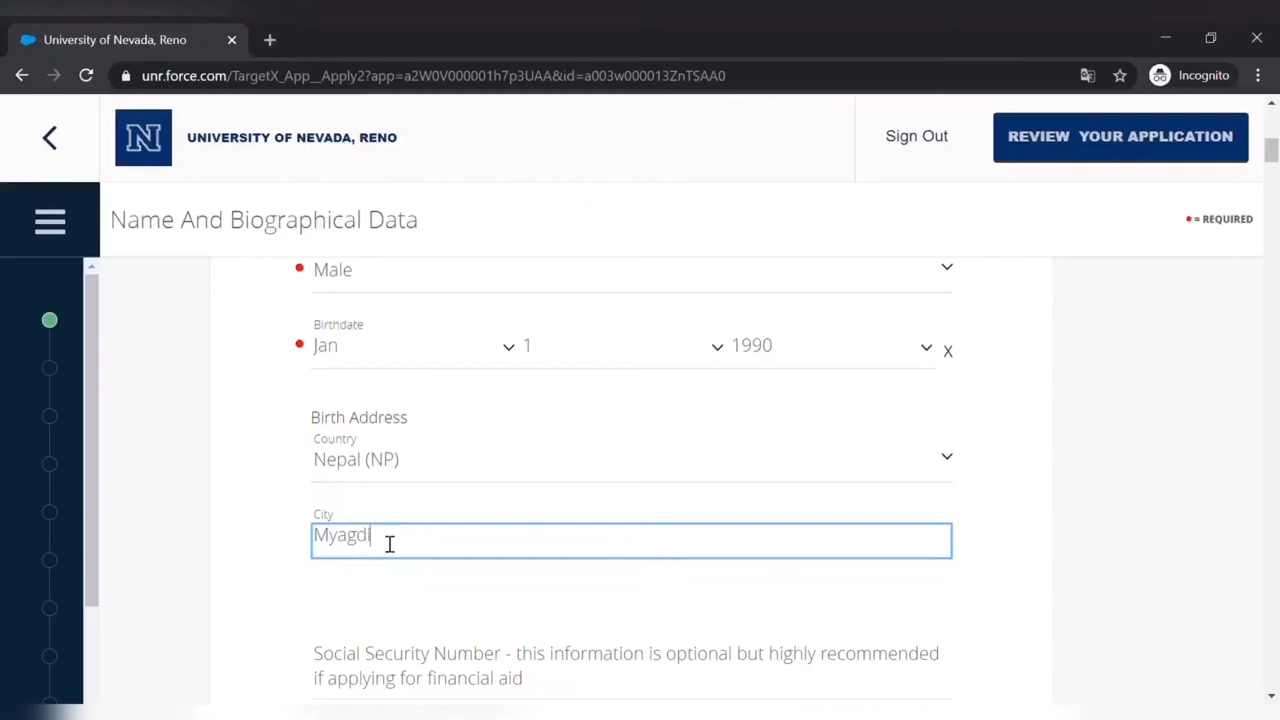 University of Nevada, Reno
unr.force.com/TargetX_App__Apply2?app=a2W0V000001h7p3UAA&id=a003w000013ZnTSAA0
Incognito
N
UNIVERSITY OF NEVADA, RENO
Sign Out
REVIEW YOUR APPLICATION
Name And Biographical Data
= REQUIRED
Male
Birthdate
Jan
1
1990
X
Birth Address
Country
Nepal (NP)
City
MyagdI
Social Security Number - this information is optional but highly recommended
if applying for financial aid